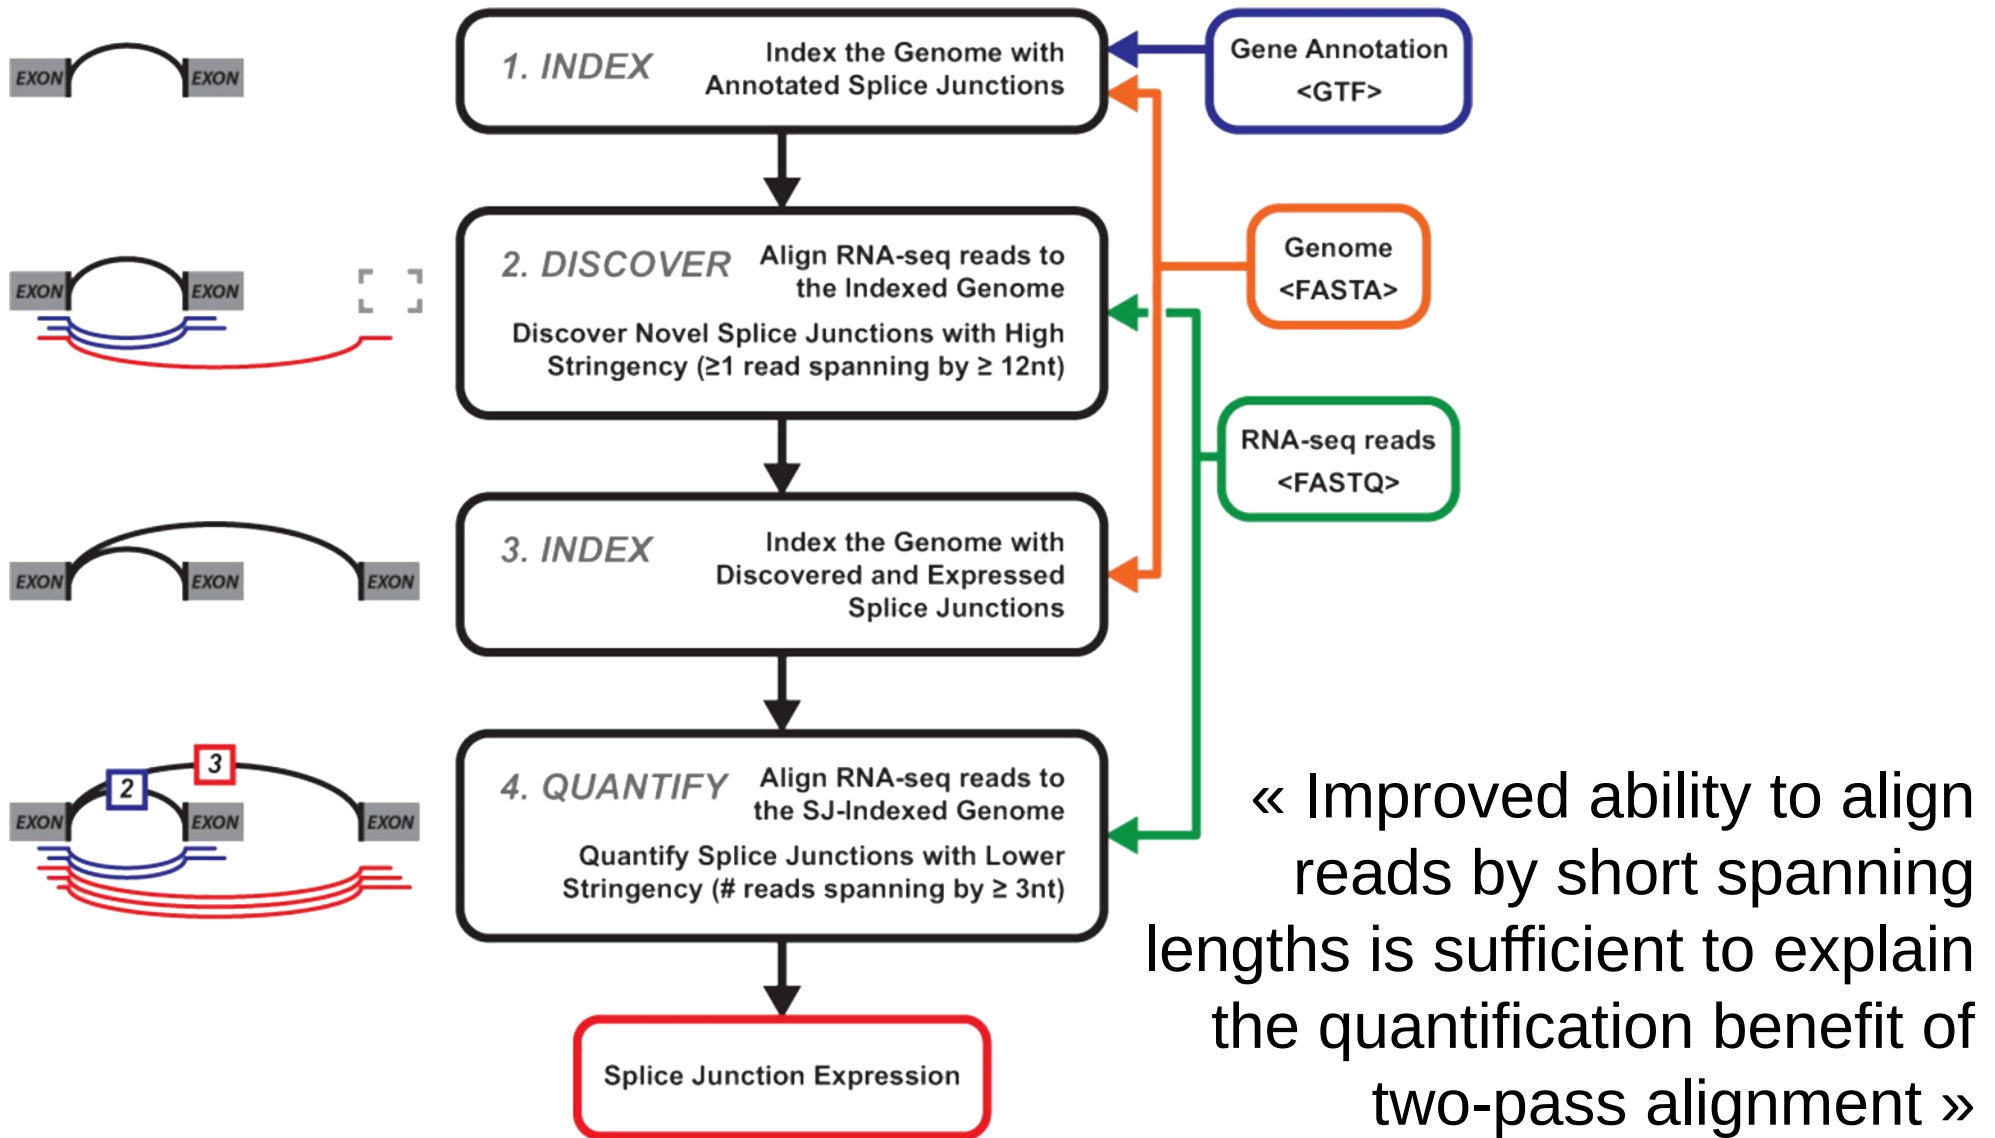 EXON EXON
1. INDEX
Index the Genome with
Annotated Splice Junctions
Gene Annotation
<GTF>
EXON EXON
2. DISCOVER
Align RNA-seq reads to
the Indexed Genome
Discover Novel Splice Junctions with High
Stringency (≥1 read spanning by ≥ 12nt)
Genome
<FASTA>
RNA-seq reads
<FASTQ>
EXON EXON EXON
3. INDEX
Index the Genome with
Discovered and Expressed
Splice Junctions
3
2
EXON EXON EXON
4. QUANTIFY
Align RNA-seq reads to
the SJ-Indexed Genome
Quantify Splice Junctions with Lower
Stringency (# reads spanning by ≥ 3nt)
Splice Junction Expression
« Improved ability to align
reads by short spanning
lengths is sufficient to explain
the quantification benefit of
two-pass alignment »